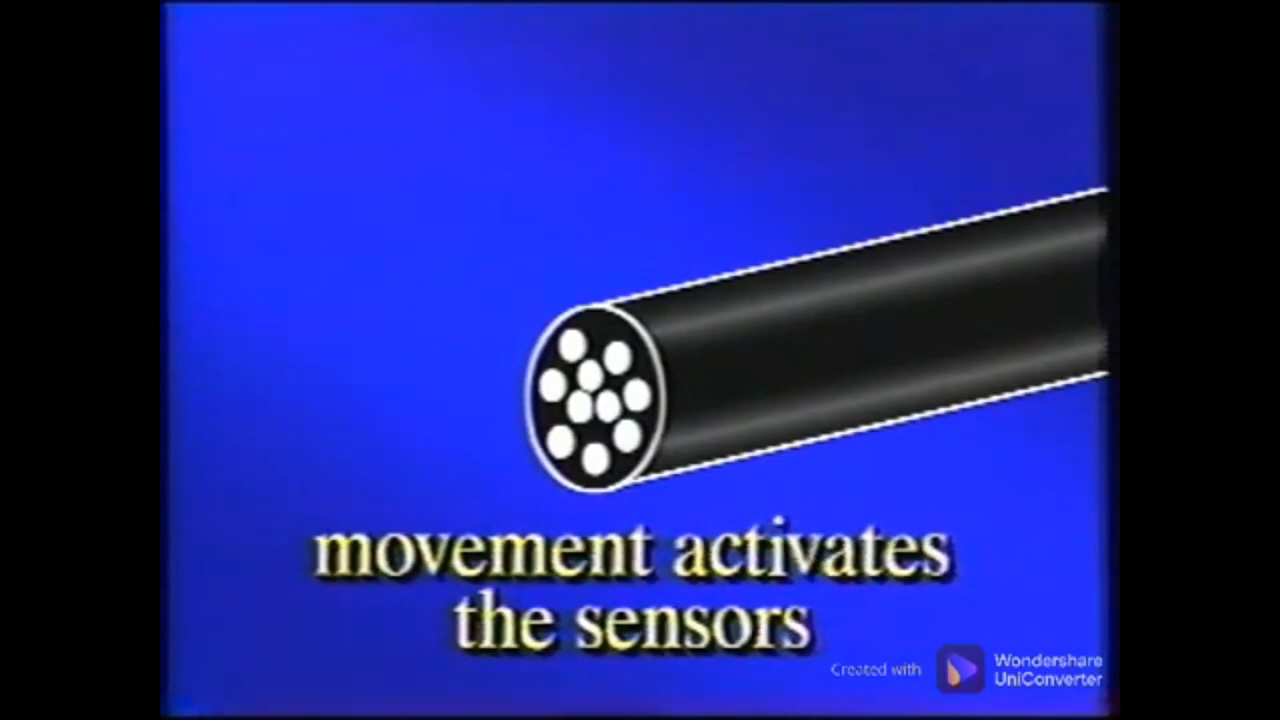 movement activates
the sensors
Created with
Wondershare
UniConverter